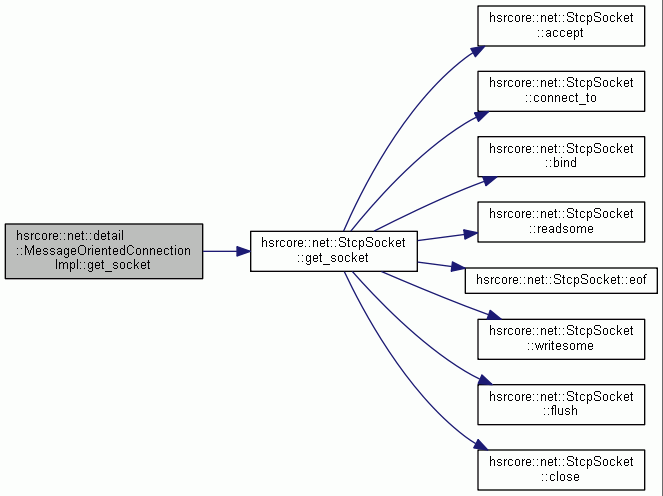 hsrcore::net::StcpSocket
::accept
hsrcore::net::StcpSocket
::connect_to
hsrcore::net::StcpSocket
::bind
hsrcore::net::StcpSocket
::readsome
hsrcore::net::detail
::MessageOrientedConnection
Impl::get_socket
hsrcore::net::StcpSocket
::get_socket
hsrcore::net::StcpSocket::eof
hsrcore::net::StcpSocket
::writesome
hsrcore::net::StcpSocket
::flush
hsrcore::net::StcpSocket
::close